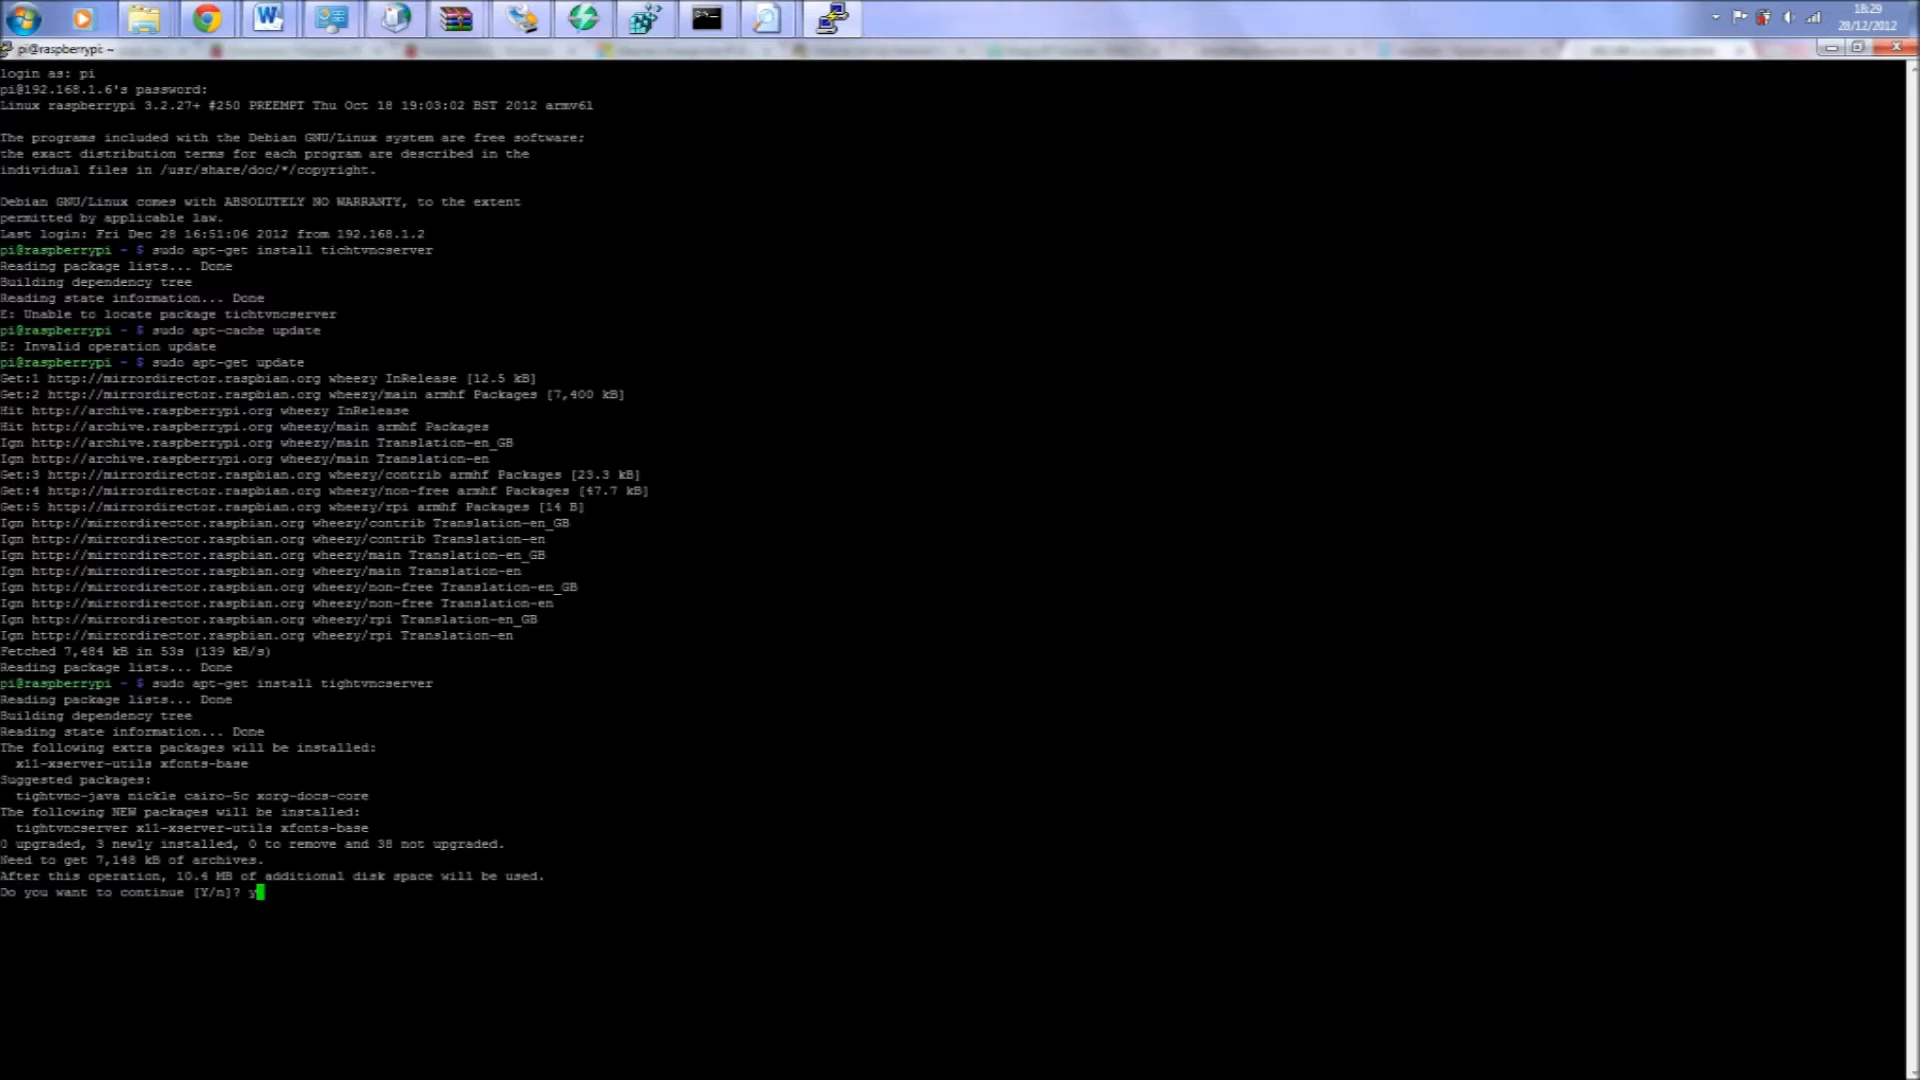 18:29
28/12/2012
pi@raspberrypi: ~
login as: pi
pi@192.168.1.6's password:
Linux raspberrypi 3.2.27+ #250 PREEMPT Thu Oct 18 19:03:02 BST 2012 armv6l
The programs included with the Debian GNU/Linux system are free software;
the exact distribution terms for each program are described in the
individual files in /usr/share/doc/*/copyright.
Debian GNU/Linux comes with ABSOLUTELY NO WARRANTY, to the extent
permitted by applicable law.
Last login: Fri Dec 28 16:51:06 2012 from 192.168.1.2
pi@raspberrypi ~ $ sudo apt-get install tichtvncserver
Reading package lists... Done
Building dependency tree
Reading state information... Done
E: Unable to locate package tichtvncserver
pi@raspberrypi ~ $ sudo apt-cache update
E: Invalid operation update
pi@raspberrypi ~ $ sudo apt-get update
Get:1 http://mirrordirector.raspbian.org wheezy InRelease [12.5 kB]
Get:2 http://mirrordirector.raspbian.org wheezy/main armhf Packages [7,400 kB]
Hit http://archive.raspberrypi.org wheezy InRelease
Hit http://archive.raspberrypi.org wheezy/main armhf Packages
Ign http://archive.raspberrypi.org wheezy/main Translation-en_GB
Ign http://archive.raspberrypi.org wheezy/main Translation-en
Get:3 http://mirrordirector.raspbian.org wheezy/contrib armhf Packages [23.3 kB]
Get:4 http://mirrordirector.raspbian.org wheezy/non-free armhf Packages [47.7 kB]
Get:5 http://mirrordirector.raspbian.org wheezy/rpi armhf Packages [14 B]
Ign http://mirrordirector.raspbian.org wheezy/contrib Translation-en_GB
Ign http://mirrordirector.raspbian.org wheezy/contrib Translation-en
Ign http://mirrordirector.raspbian.org wheezy/main Translation-en_GB
Ign http://mirrordirector.raspbian.org wheezy/main Translation-en
Ign http://mirrordirector.raspbian.org wheezy/non-free Translation-en_GB
Ign http://mirrordirector.raspbian.org wheezy/non-free Translation-en
Ign http://mirrordirector.raspbian.org wheezy/rpi Translation-en_GB
Ign http://mirrordirector.raspbian.org wheezy/rpi Translation-en
Fetched 7,484 kB in 53s (139 kB/s)
Reading package lists... Done
pi@raspberrypi ~ $ sudo apt-get install tightvncserver
Reading package lists... Done
Building dependency tree
Reading state information... Done
The following extra packages will be installed:
x11-xserver-utils xfonts-base
Suggested packages:
tightvnc-java nickle cairo-5c xorg-docs-core
The following NEW packages will be installed:
tightvncserver x11-xserver-utils xfonts-base
0 upgraded, 3 newly installed, 0 to remove and 38 not upgraded.
Need to get 7,148 kB of archives.
After this operation, 10.4 MB of additional disk space will be used.
Do you want to continue [Y/n]? y